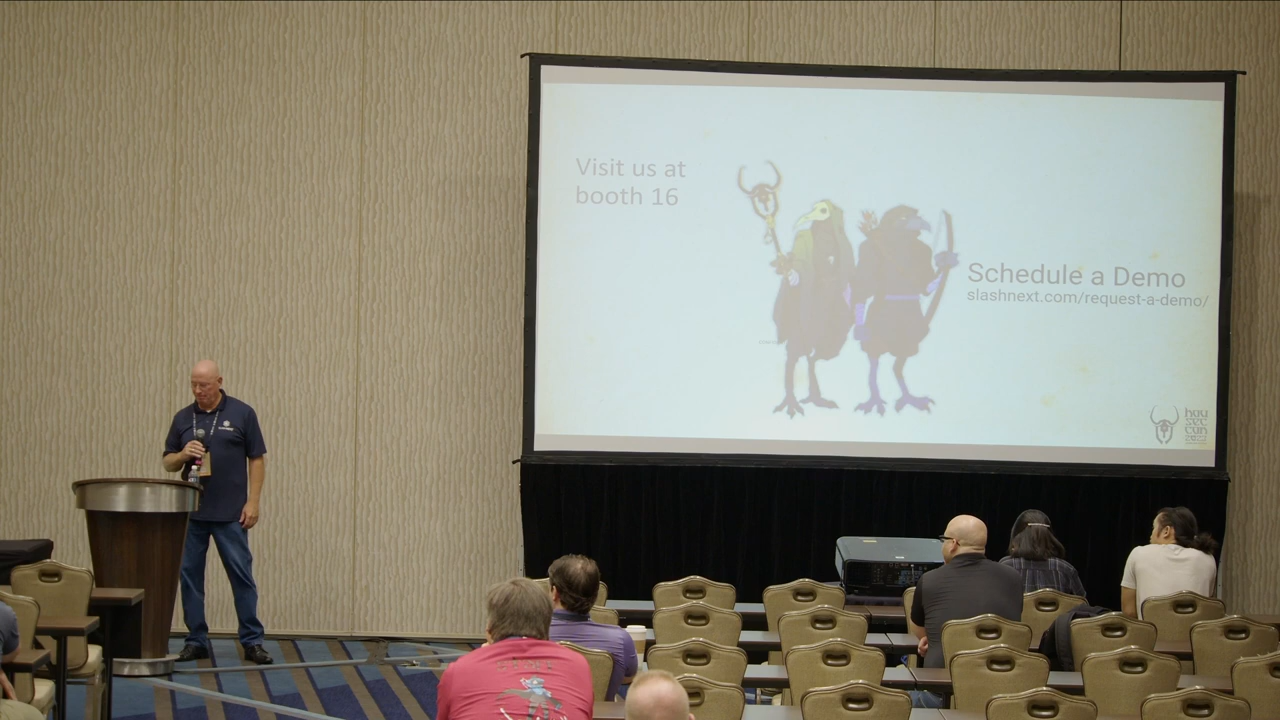 Visit us at
booth 16
Schedule a Demo
slashnext.com/request-a-demo/